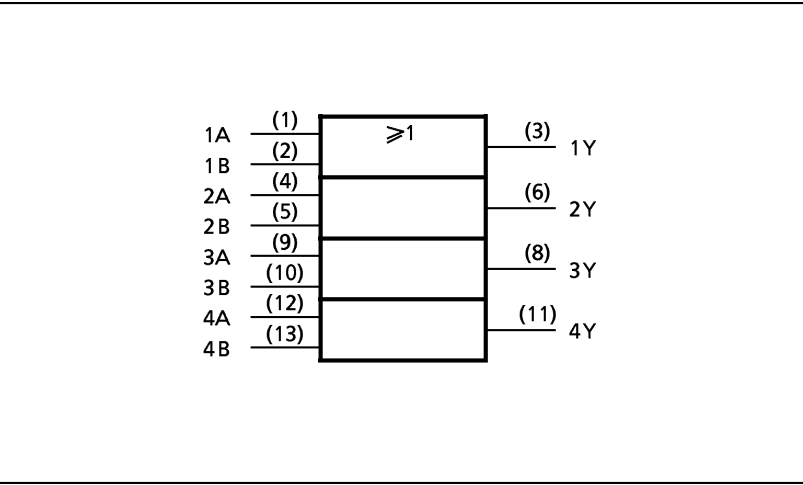 1A (1) ⩾1 (3) 1Y
1B (2)
2A (4) (6) 2Y
2B (5)
3A (9) (8) 3Y
3B (10)
4A (12) (11) 4Y
4B (13)